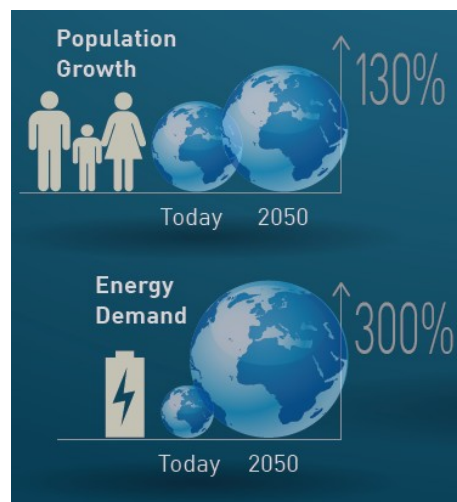 Population
Growth
130%
Today 2050
Energy
Demand
300%
Today 2050